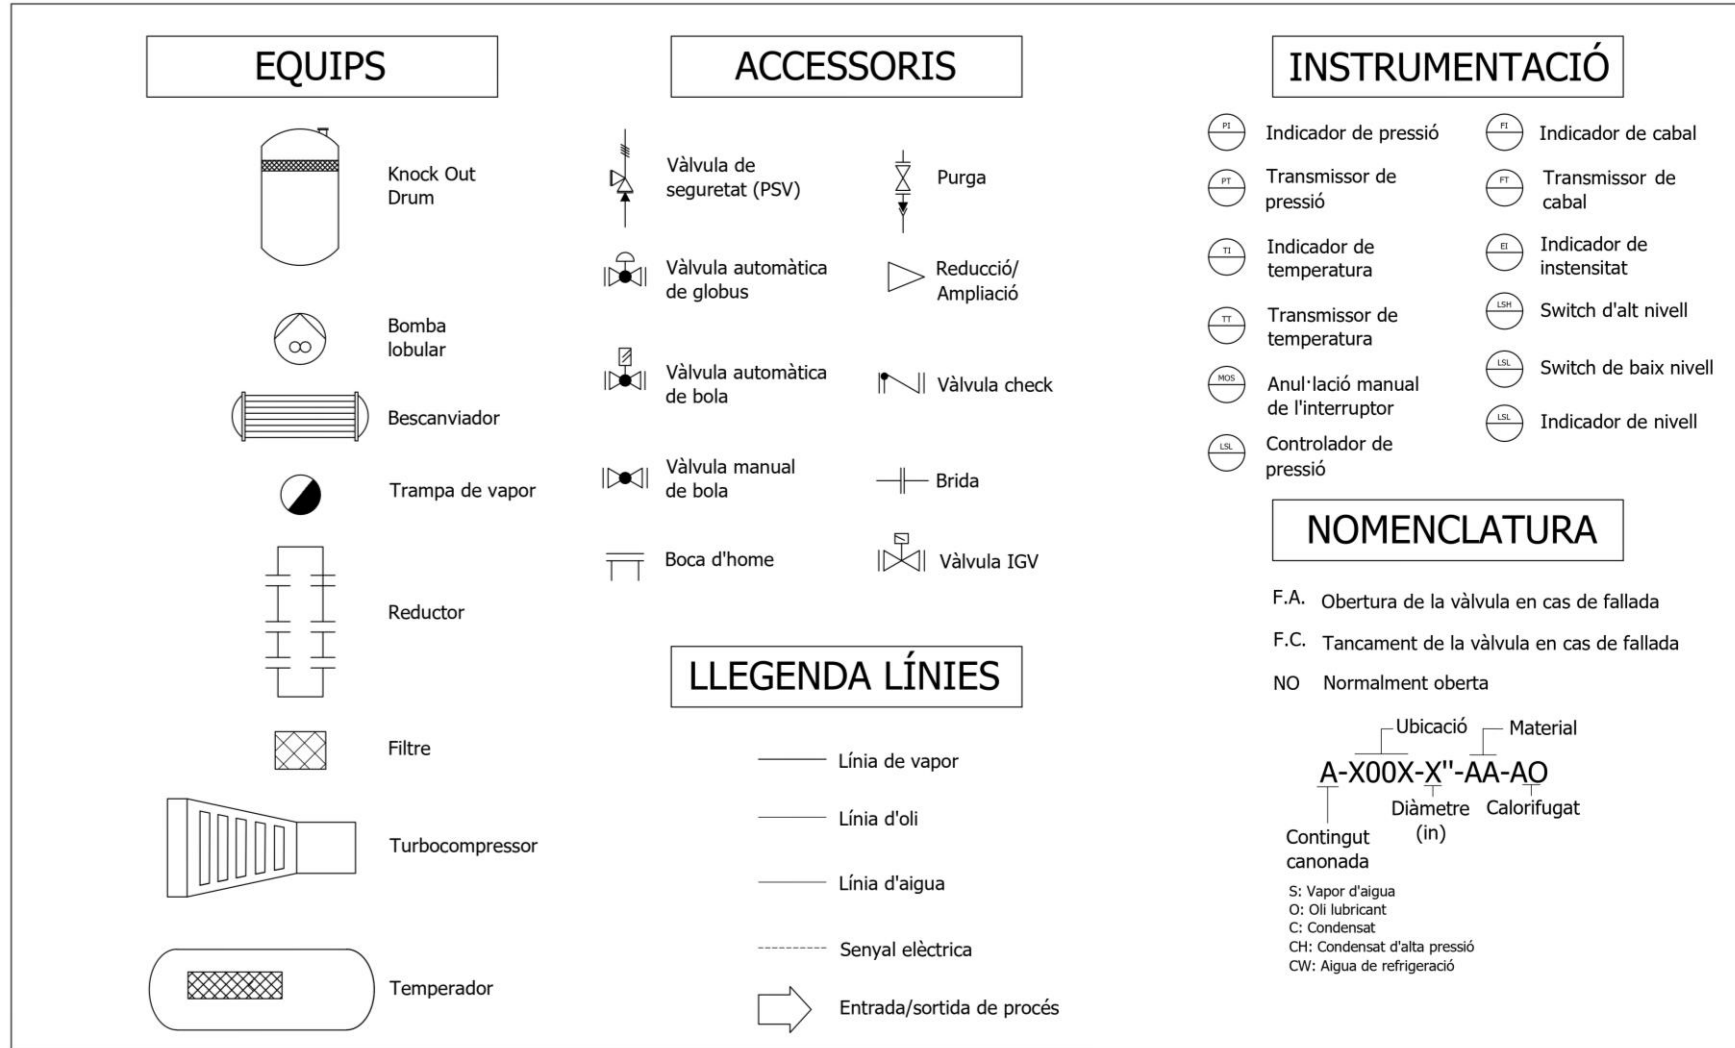 EQUIPS
Knock Out
Drum
Bomba
lobular
Bescanviador
Trampa de vapor
Reductor
Filtre
Turbocompressor
Temperador
ACCESSORIS
Vàlvula de
seguretat (PSV)
Vàlvula automàtica
de globus
Vàlvula automàtica
de bola
Vàlvula manual
de bola
Boca d'home
Purga
Reducció/
Ampliació
Vàlvula check
Brida
Vàlvula IGV
LLEGENDA LÍNIES
Línia de vapor
Línia d'oli
Línia d'aigua
Senyal elèctrica
Entrada/sortida de procés
INSTRUMENTACIÓ
PI Indicador de pressió
PT Transmissor de
pressió
TI Indicador de
temperatura
TT Transmissor de
temperatura
MOS Anul·lació manual
de l'interruptor
LSL Controlador de
pressió
FI Indicador de cabal
FT Transmissor de
cabal
EI Indicador de
instensitat
LSH Switch d'alt nivell
LSL Switch de baix nivell
LSL Indicador de nivell
NOMENCLATURA
F.A. Obertura de la vàlvula en cas de fallada
F.C. Tancament de la vàlvula en cas de fallada
NO Normalment oberta
Ubicació Material
A-X00X-X"-AA-AO
Diàmetre
(in)
Calorifugat
Contingut
canonada
S: Vapor d'aigua
O: Oli lubricant
C: Condensat
CH: Condensat d'alta pressió
CW: Aigua de refrigeració